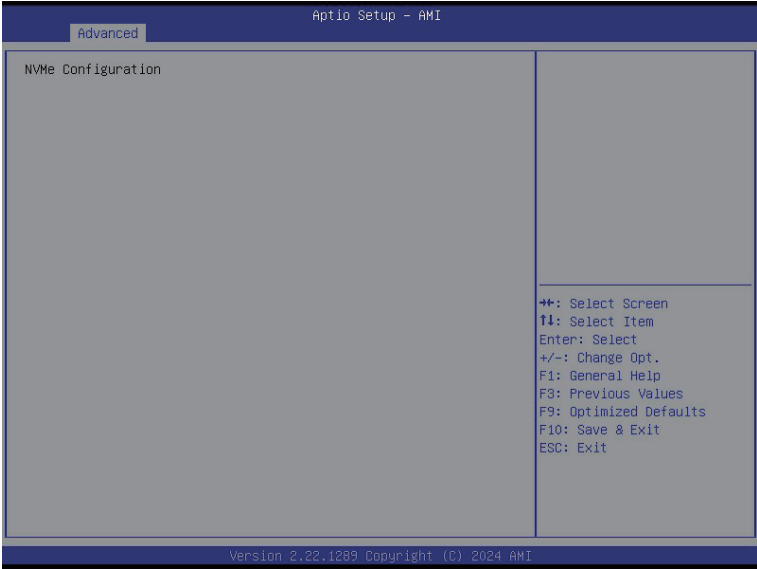 Aptio Setup – AMI
Advanced
NVMe Configuration
→←: Select Screen
↑↓: Select Item
Enter: Select
+/-: Change Opt.
F1: General Help
F3: Previous Values
F9: Optimized Defaults
F10: Save & Exit
ESC: Exit
Version 2.22.1289 Copyright (C) 2024 AMI